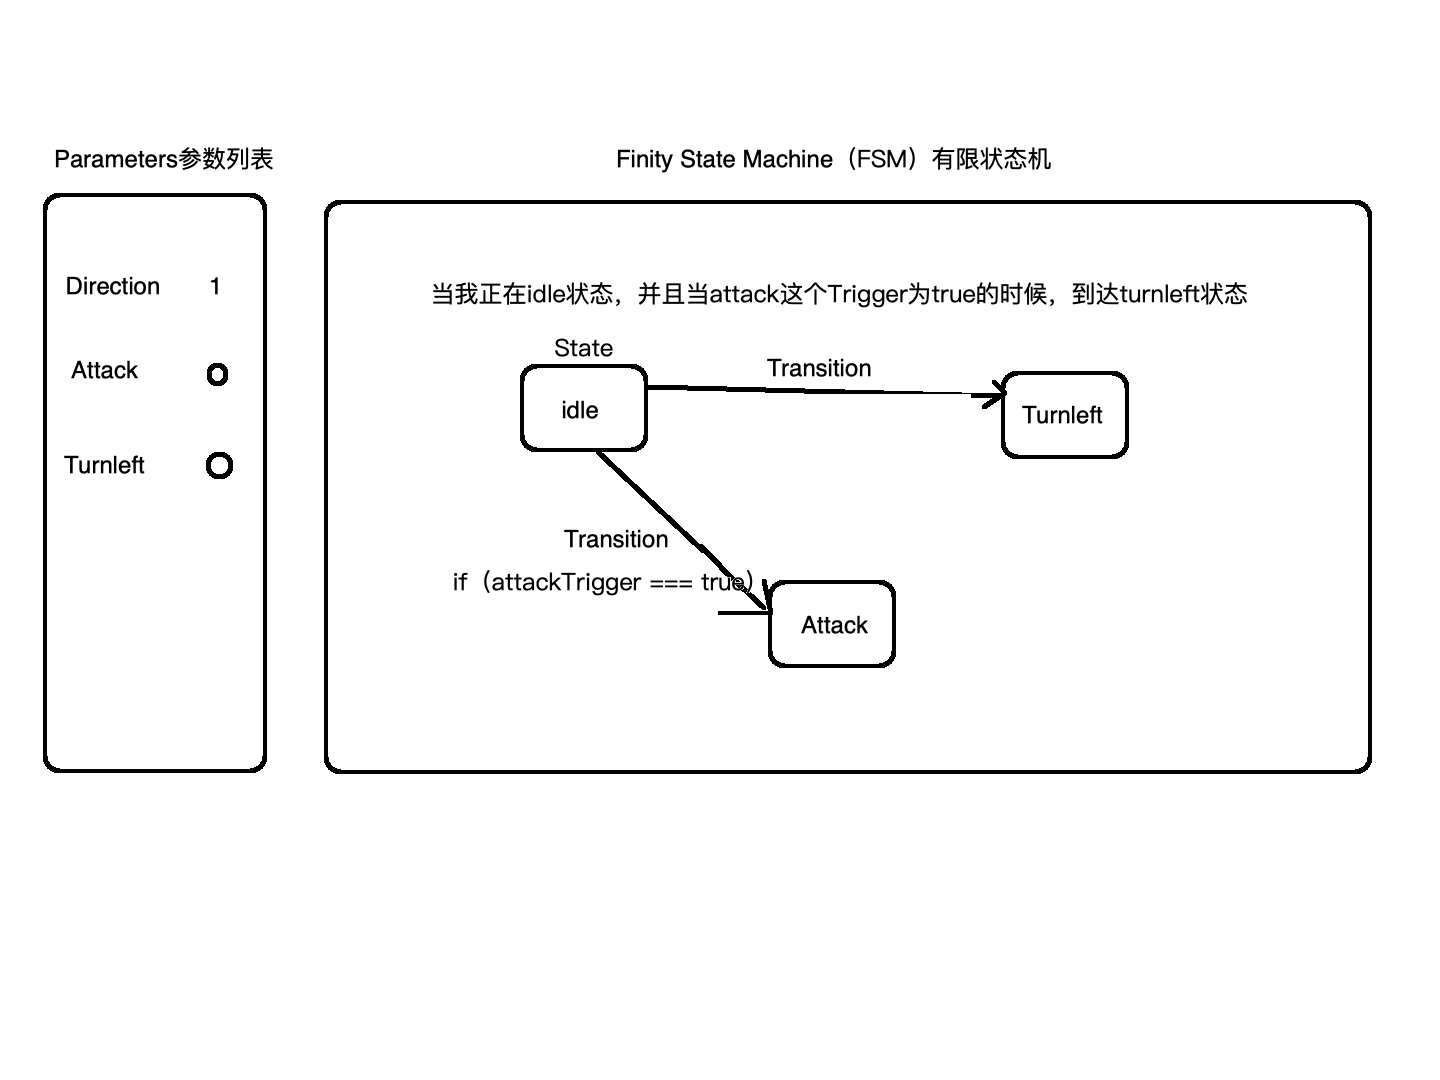 Parameters参数列表
Finity State Machine（FSM）有限状态机
Direction 1
Attack
Turnleft
当我正在idle状态，并且当attack这个Trigger为true的时候，到达turnleft状态
State
idle
Transition
Turnleft
Transition
if（attackTrigger === true）
Attack